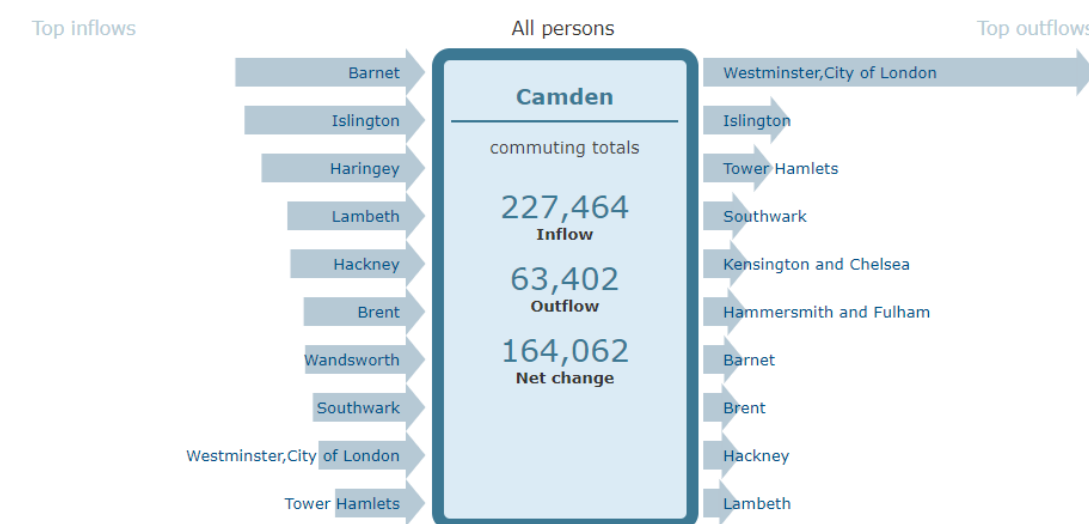 Top inflows
All persons
Top outflows
Barnet
Islington
Haringey
Lambeth
Hackney
Brent
Wandsworth
Southwark
Westminster,City of London
Tower Hamlets
Camden
commuting totals
227,464
Inflow
63,402
Outflow
164,062
Net change
Westminster,City of London
Islington
Tower Hamlets
Southwark
Kensington and Chelsea
Hammersmith and Fulham
Barnet
Brent
Hackney
Lambeth